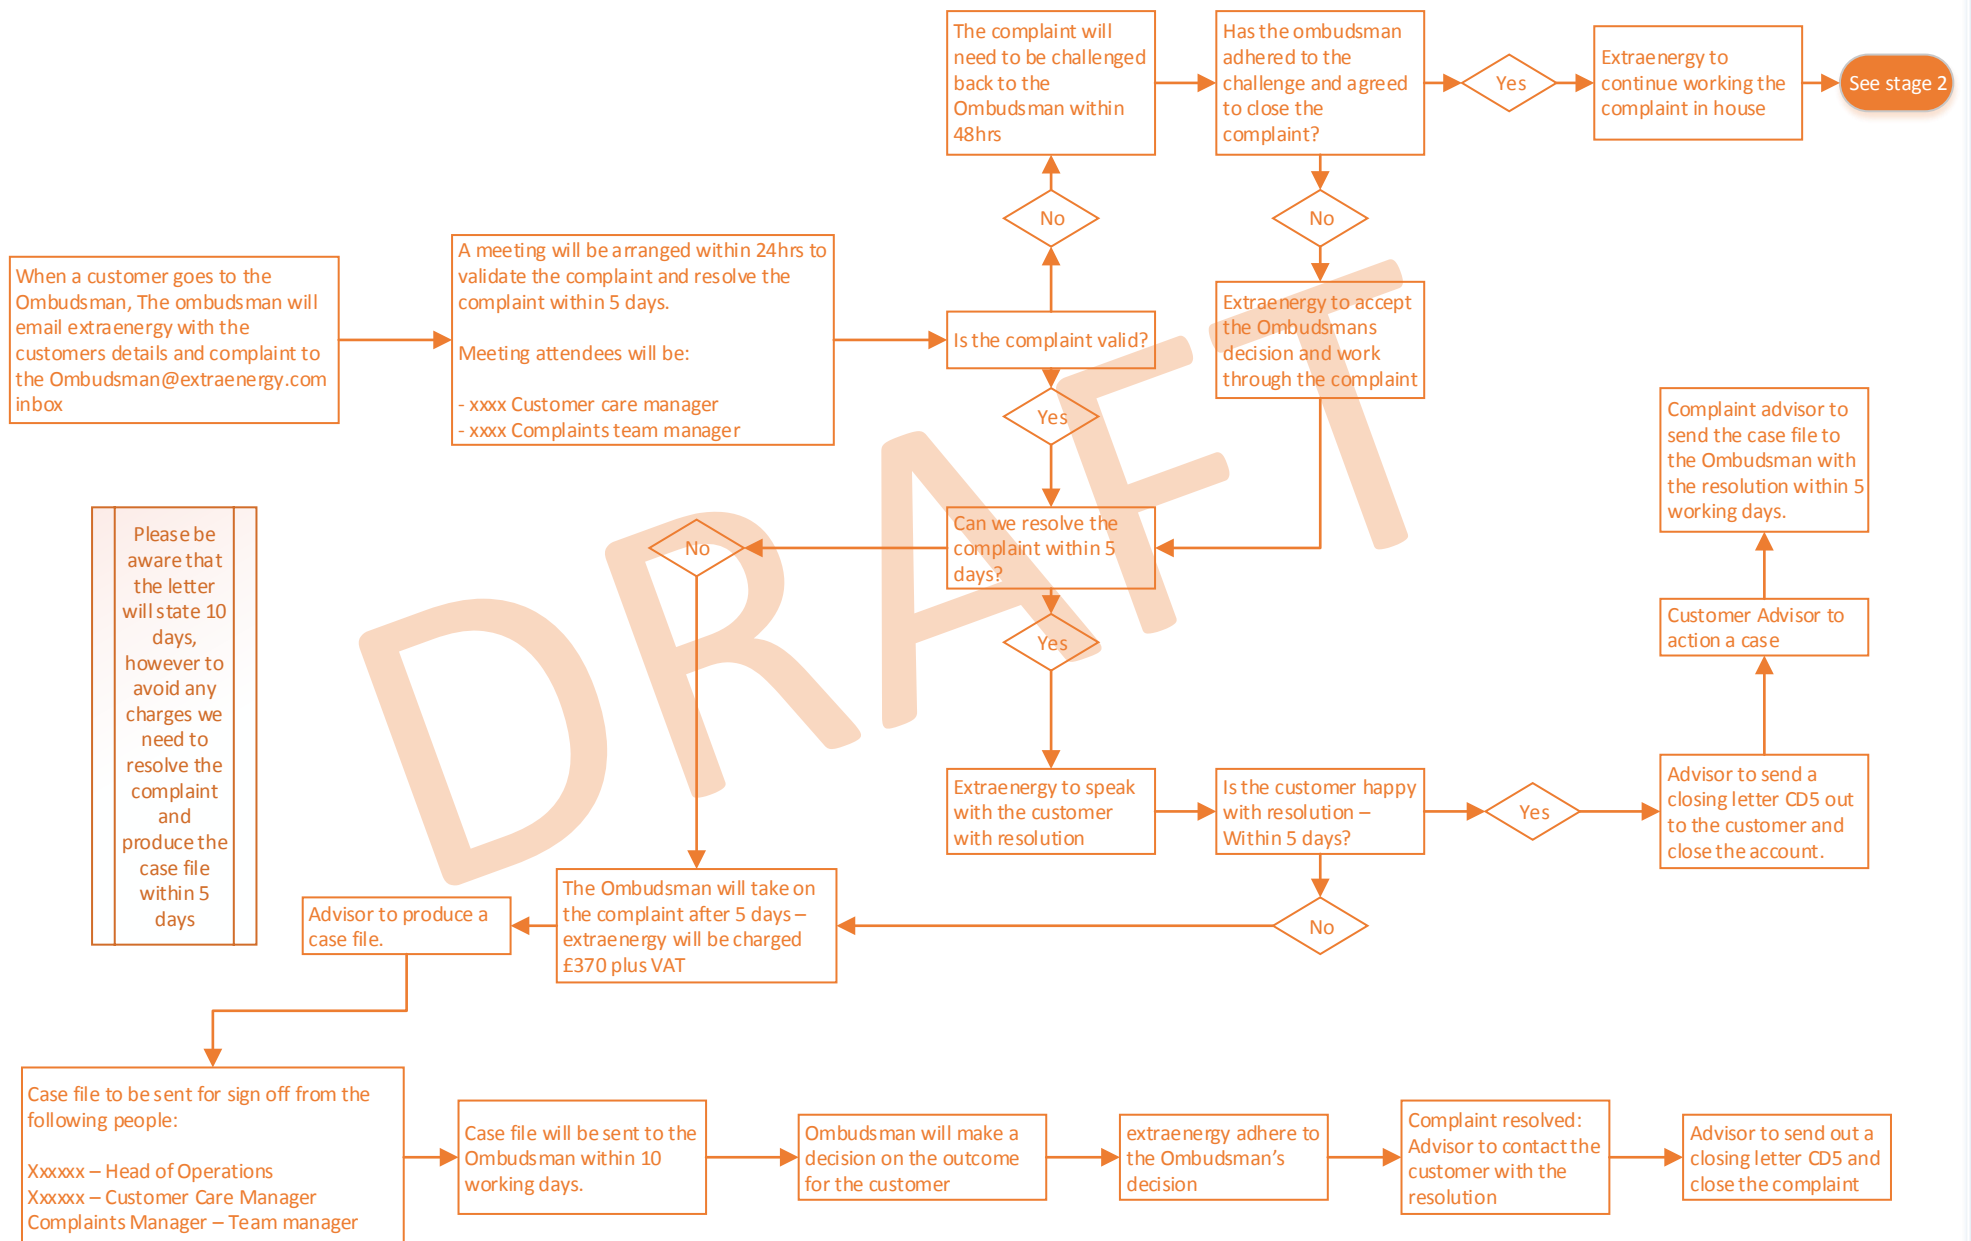 When a customer goes to the
Ombudsman, The ombudsman will
email extraenergy with the
customers details and complaint to
the Ombudsman@extraenergy.com
inbox
A meeting will be arranged within 24hrs to
validate the complaint and resolve the
complaint within 5 days.
Meeting attendees will be:
- xxxx Customer care manager
- xxxx Complaints team manager
Is the complaint valid?
No
The complaint will
need to be challenged
back to the
Ombudsman within
48hrs
Has the ombudsman
adhered to the
challenge and agreed
to close the
complaint?
Yes
Extraenergy to
continue working the
complaint in house
See stage 2
No
Extraenergy to accept
the Ombudsmans
decision and work
through the complaint
Yes
Can we resolve the
complaint within 5
days?
No
Yes
Extraenergy to speak
with the customer
with resolution
Is the customer happy
with resolution –
Within 5 days?
Yes
Advisor to send a
closing letter CD5 out
to the customer and
close the account.
Customer Advisor to
action a case
Complaint advisor to
send the case file to
the Ombudsman with
the resolution within 5
working days.
No
The Ombudsman will take on
the complaint after 5 days –
extraenergy will be charged
£370 plus VAT
Advisor to produce a
case file.
Please be
aware that
the letter
will state 10
days,
however to
avoid any
charges we
need to
resolve the
complaint
and
produce the
case file
within 5
days
Case file to be sent for sign off from the
following people:
Xxxxxx – Head of Operations
Xxxxxx – Customer Care Manager
Complaints Manager – Team manager
Case file will be sent to the
Ombudsman within 10
working days.
Ombudsman will make a
decision on the outcome
for the customer
extraenergy adhere to
the Ombudsman's
decision
Complaint resolved:
Advisor to contact the
customer with the
resolution
Advisor to send out a
closing letter CD5 and
close the complaint
DRAFT